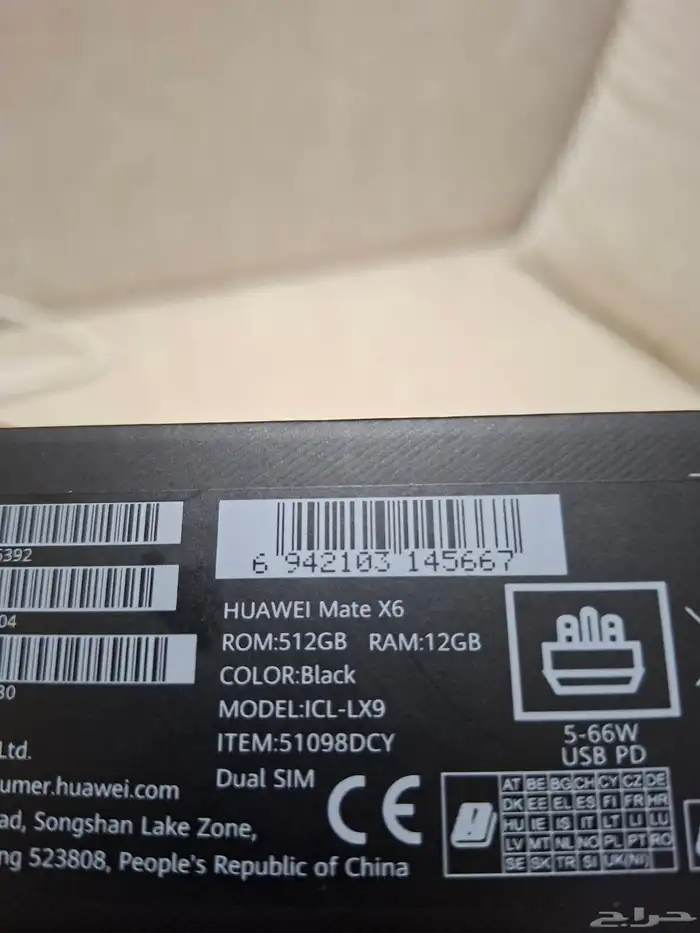 6 942103 145667
5392
04
30
HUAWEI Mate X6
ROM:512GB RAM:12GB
COLOR:Black
MODEL:ICL-LX9
ITEM:51098DCY
Dual SIM
CE
5-66W
USB PD
Ltd.
umer.huawei.com
ad, Songshan Lake Zone,
ng 523808, People's Republic of China
AT BE BG CH CY CZ DE
DK EE EL ES FI FR HR
HU IE IS IT LT LI LU
LV MT NL NO PL PT RO
SE SK TR SI UK(NI)
حراج